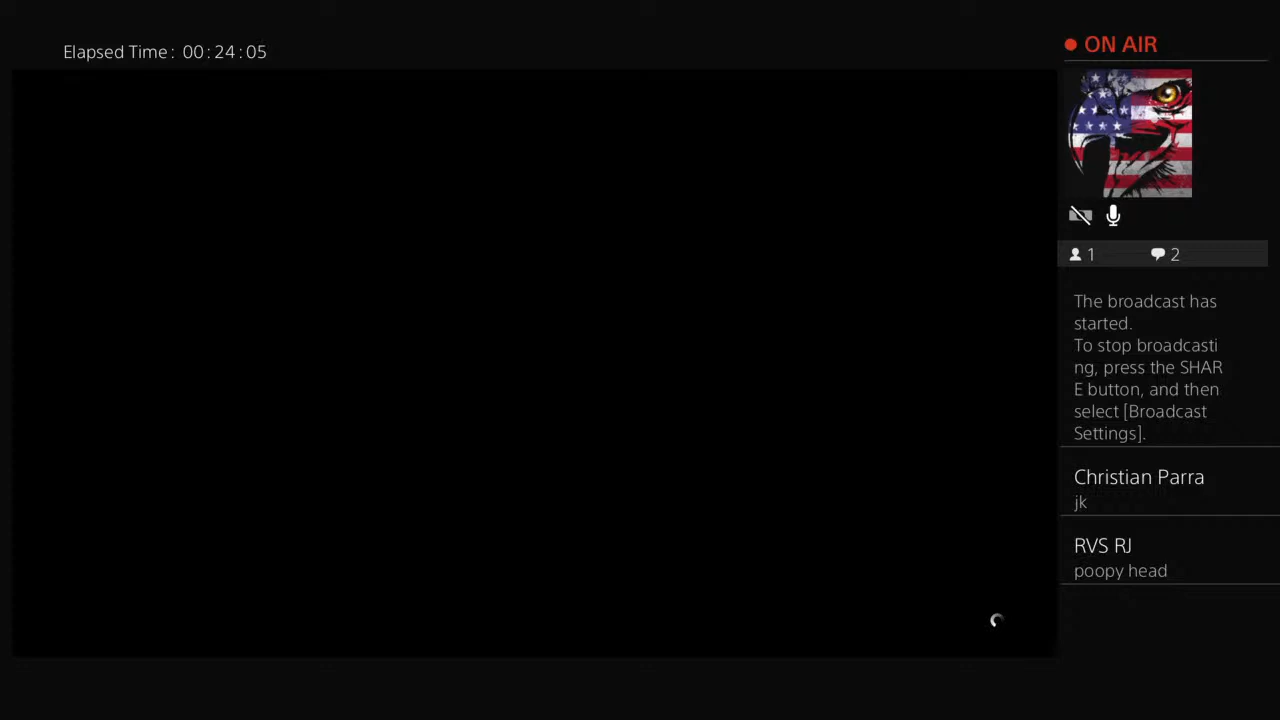 Elapsed Time: 00:24:05
ON AIR
1 2
The broadcast has
started.
To stop broadcasti
ng, press the SHAR
E button, and then
select [Broadcast
Settings].
Christian Parra
jk
RVS RJ
poopy head